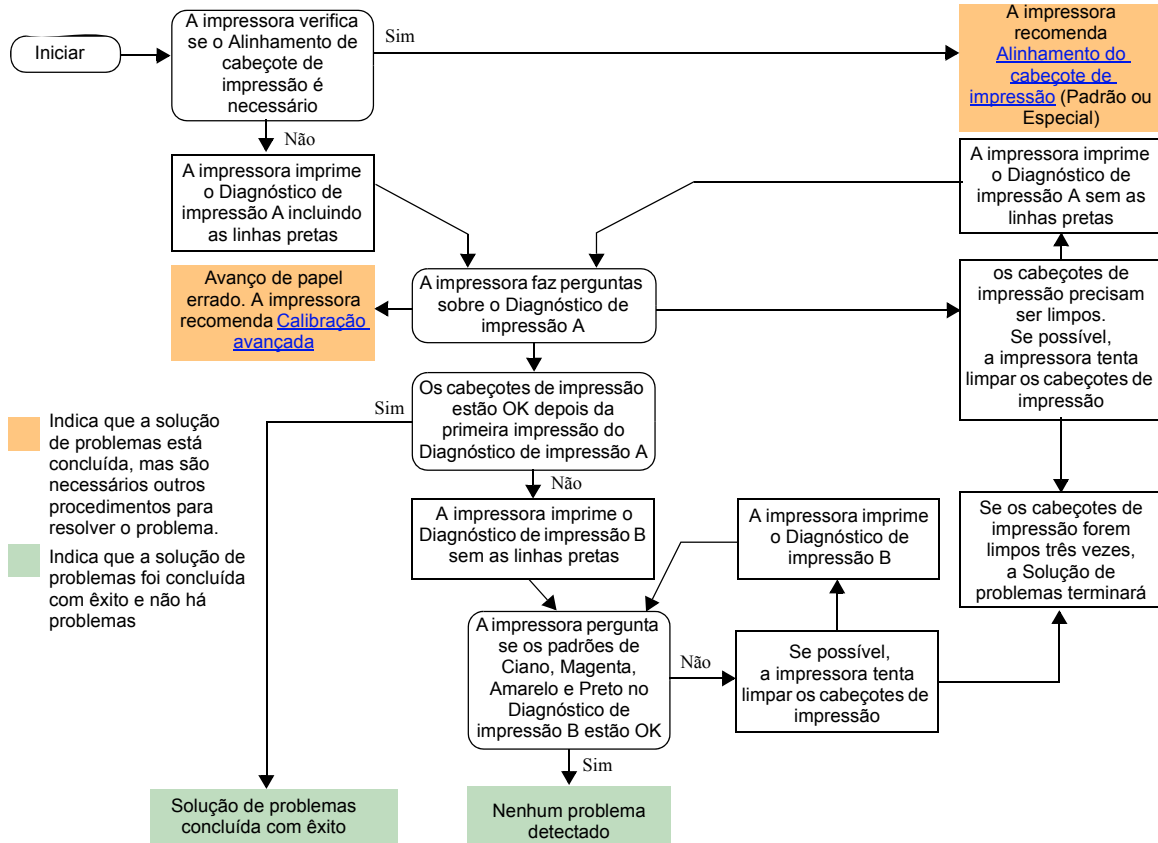 Iniciar
A impressora verifica
se o Alinhamento de
cabeçote de
impressão é
necessário
Sim
A impressora
recomenda
Alinhamento do
cabeçote de
impressão (Padrão ou
Especial)
Não
A impressora imprime
o Diagnóstico de
impressão A incluindo
as linhas pretas
A impressora imprime
o Diagnóstico de
impressão A sem as
linhas pretas
Avanço de papel
errado. A impressora
recomenda Calibração
avançada
A impressora faz perguntas
sobre o Diagnóstico de
impressão A
os cabeçotes de
impressão precisam
ser limpos.
Se possível,
a impressora tenta
limpar os cabeçotes de
impressão
Sim
Os cabeçotes de impressão
estão OK depois da
primeira impressão do
Diagnóstico de impressão A
Indica que a solução
de problemas está
concluída, mas são
necessários outros
procedimentos para
resolver o problema.
Indica que a solução de
problemas foi concluída
com êxito e não há
problemas
Não
A impressora imprime o
Diagnóstico de impressão B
sem as linhas pretas
A impressora imprime
o Diagnóstico de
impressão B
Se os cabeçotes de
impressão forem
limpos três vezes,
a Solução de
problemas terminará
A impressora pergunta
se os padrões de
Ciano, Magenta,
Amarelo e Preto no
Diagnóstico de
impressão B estão OK
Não
Se possível,
a impressora tenta
limpar os cabeçotes de
impressão
Sim
Solução de problemas
concluída com êxito
Nenhum problema
detectado